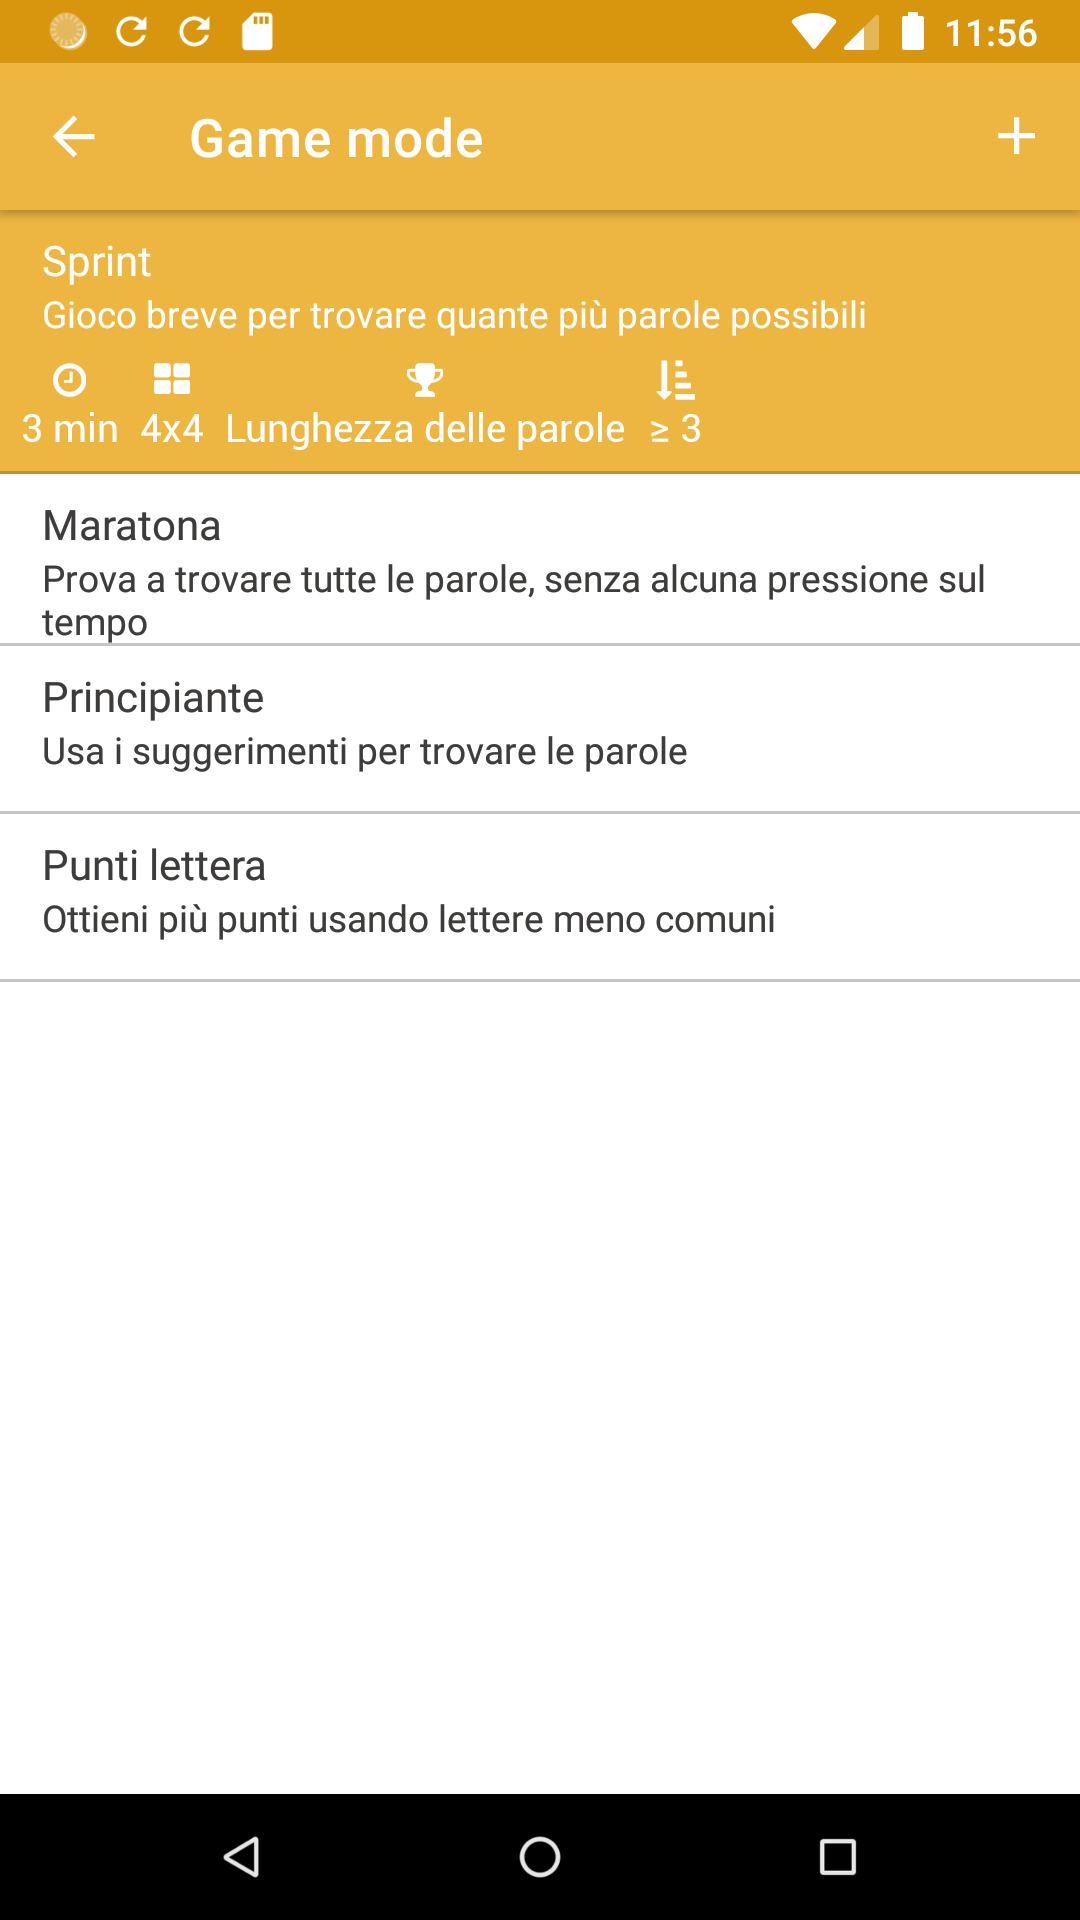 11:56
Game mode
Sprint
Gioco breve per trovare quante più parole possibili
3 min 4x4 Lunghezza delle parole ≥ 3
Maratona
Prova a trovare tutte le parole, senza alcuna pressione sul
tempo
Principiante
Usa i suggerimenti per trovare le parole
Punti lettera
Ottieni più punti usando lettere meno comuni